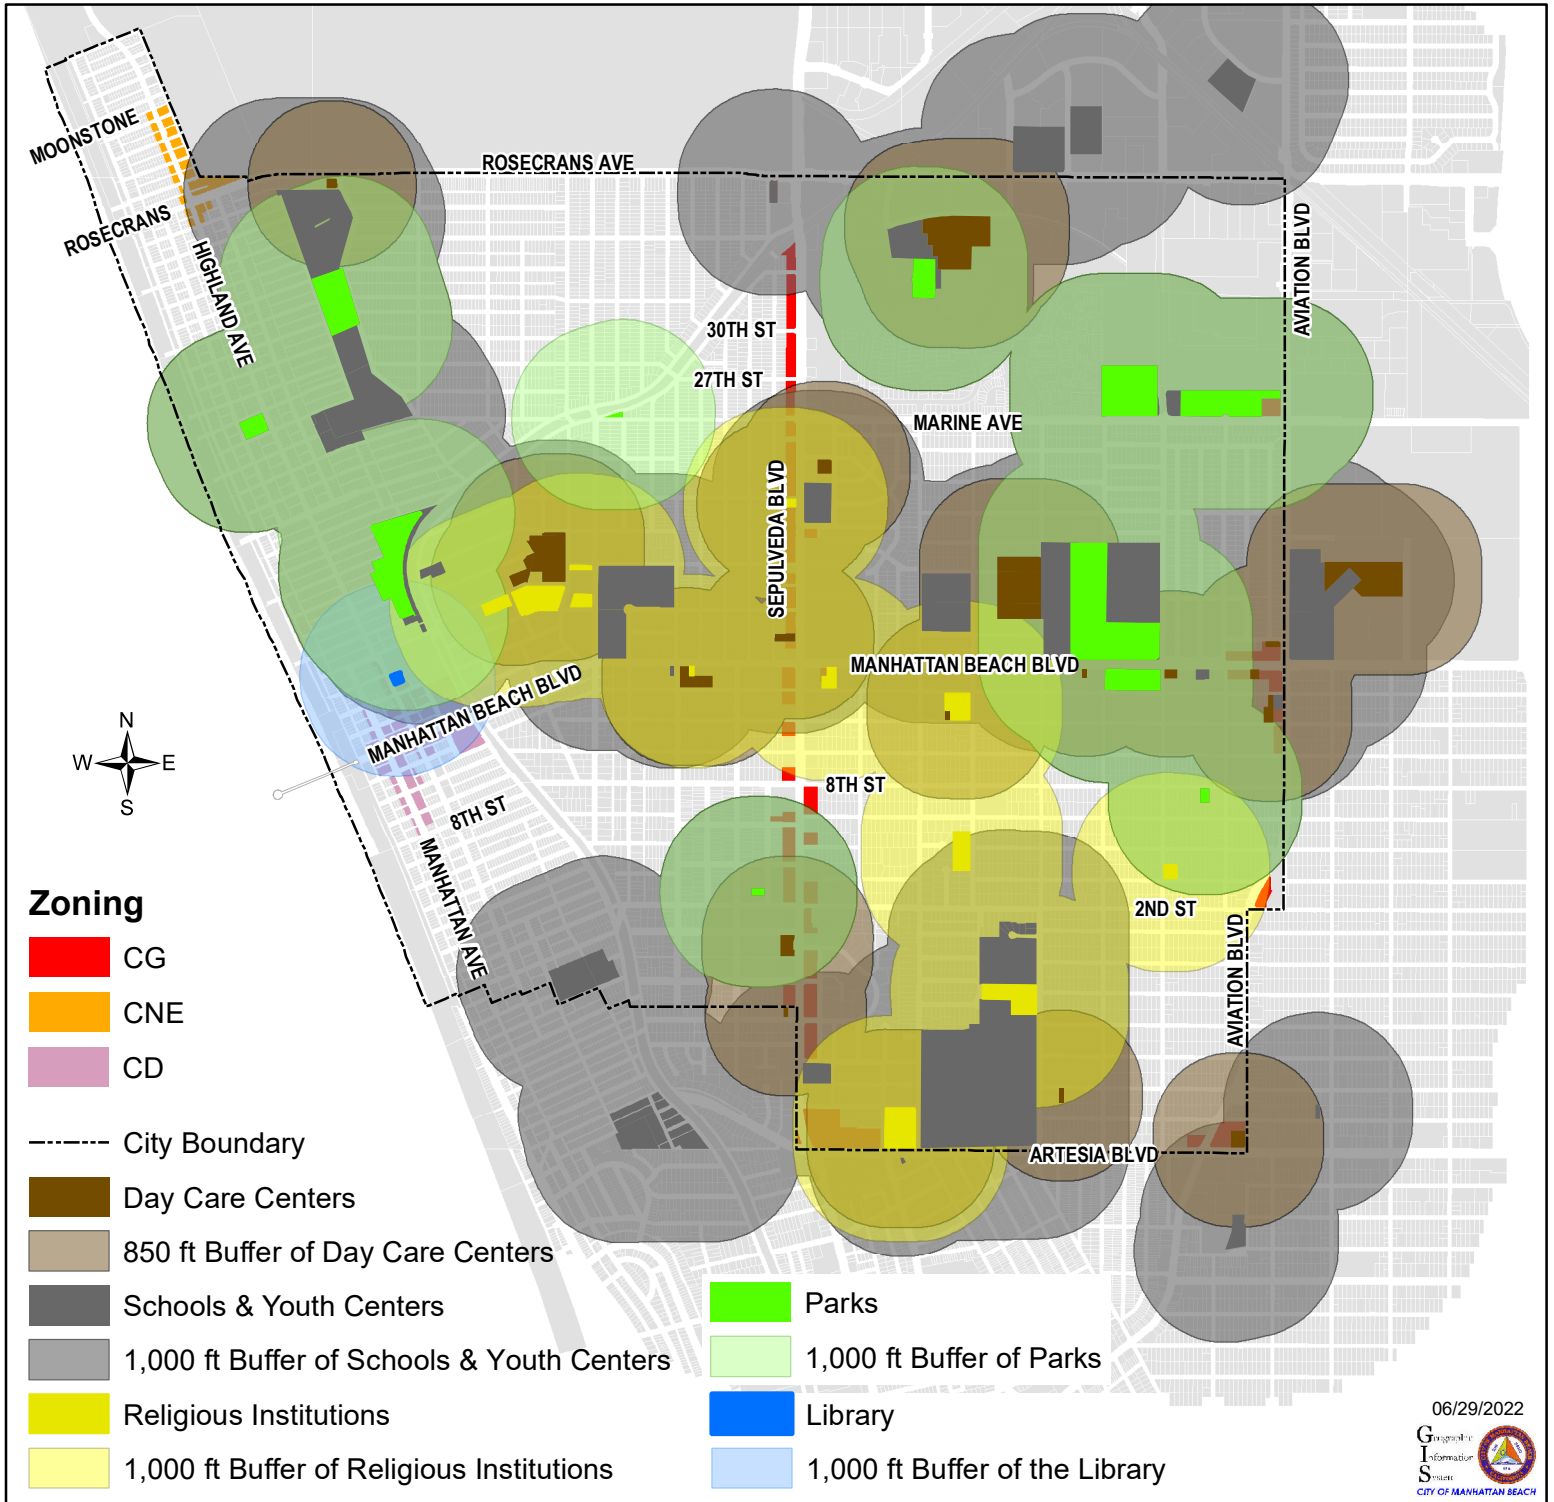 MOONSTONE
ROSECRANS AVE
ROSECRANS
HIGHLAND AVE
AVIATION BLVD
30TH ST
27TH ST
MARINE AVE
SEPULVEDA BLVD
MANHATTAN BEACH BLVD
MANHATTAN BEACH BLVD
N
W E
S
8TH ST
8TH ST
MANHATTAN AVE
2ND ST
AVIATION BLVD
ARTESIA BLVD
Zoning
CG
CNE
CD
City Boundary
Day Care Centers
850 ft Buffer of Day Care Centers
Schools & Youth Centers
1,000 ft Buffer of Schools & Youth Centers
Religious Institutions
1,000 ft Buffer of Religious Institutions
Parks
1,000 ft Buffer of Parks
Library
1,000 ft Buffer of the Library
06/29/2022
Geographic
Information
System
CITY OF MANHATTAN BEACH